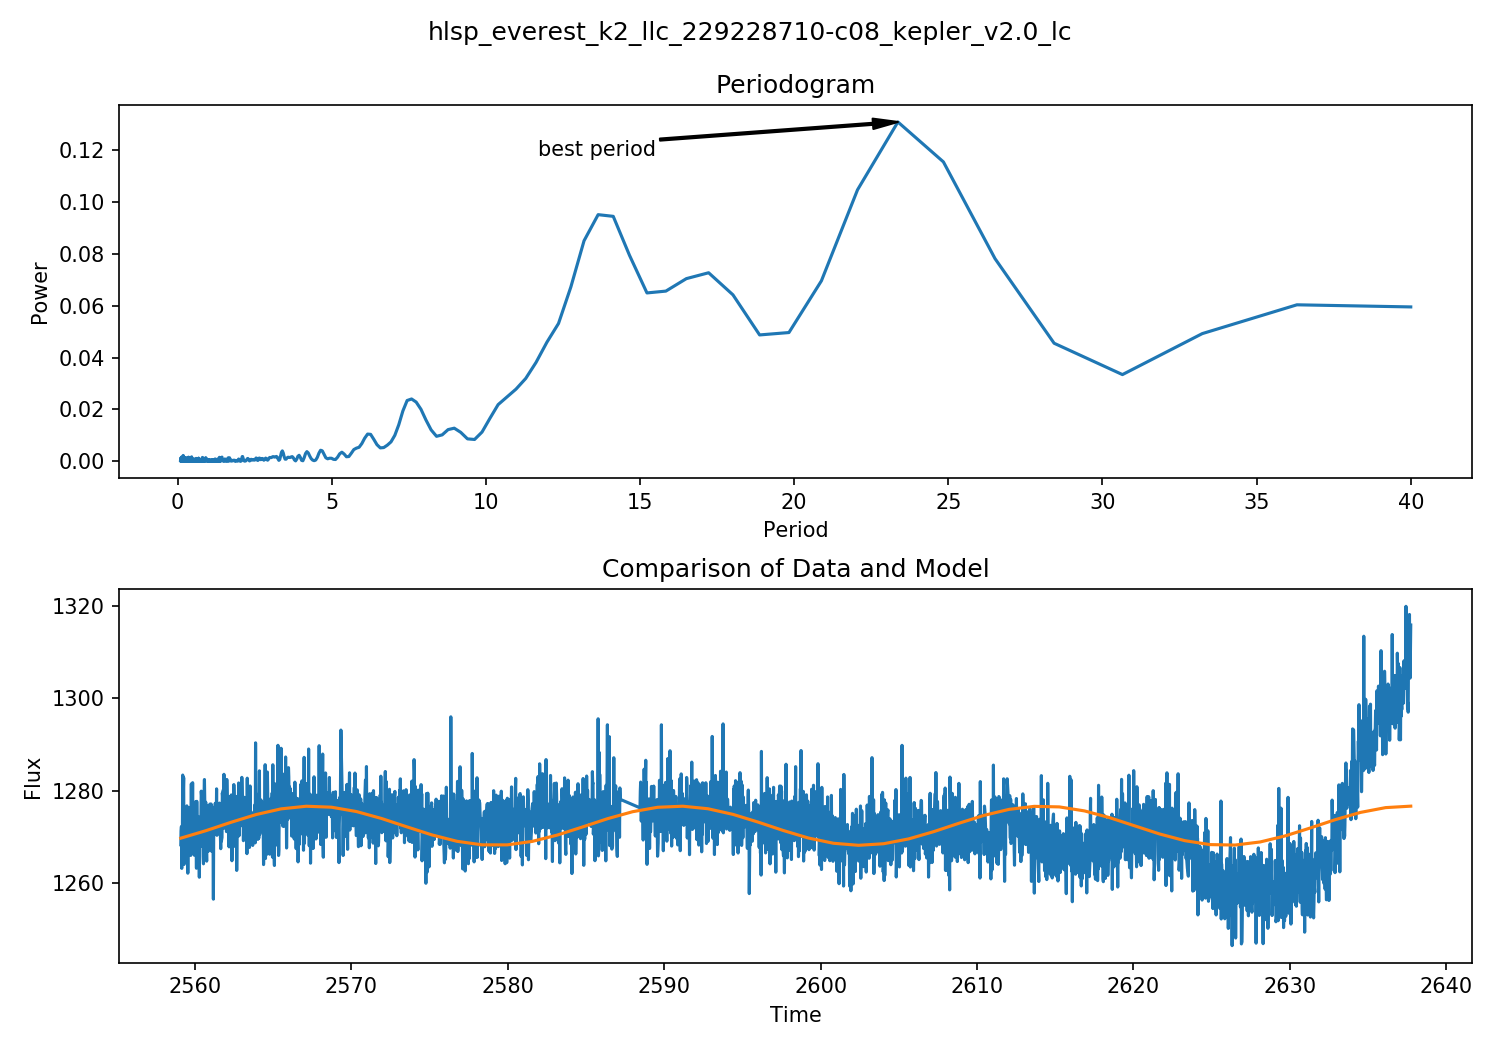 hlsp_everest_k2_llc_229228710-c08_kepler_v2.0_lc
Periodogram
best period
0.12
0.10
0.08
0.06
0.04
0.02
0.00
Power
0 5 10 15 20 25 30 35 40
Period
Comparison of Data and Model
1320
1300
1280
1260
Flux
2560 2570 2580 2590 2600 2610 2620 2630 2640
Time